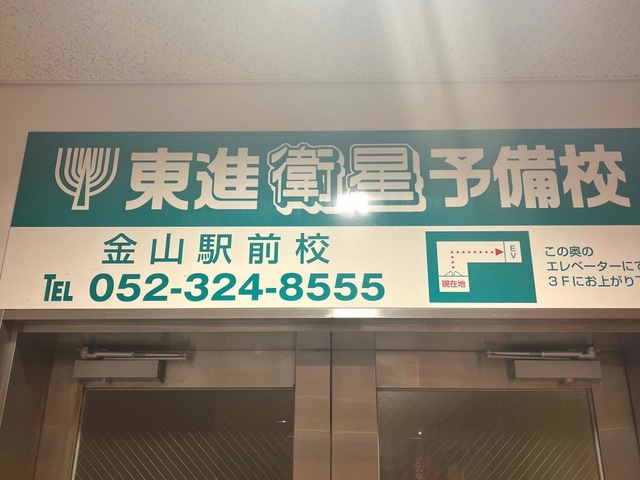 東進衛星予備校
金山駅前校
TEL 052-324-8555
EV
現在地
この奥の
エレベーターにて
3Fにお上がり下